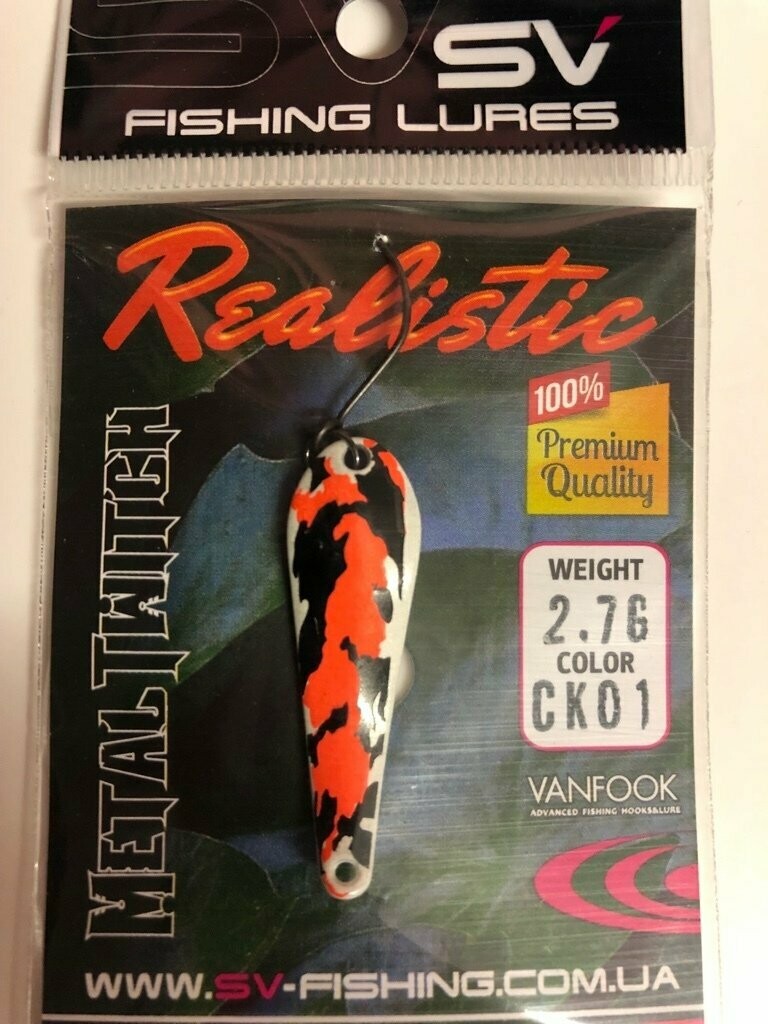 SV
FISHING LURES
Realistic
METAL TWITCH
100%
Premium
Quality
WEIGHT
2.7G
COLOR
CK01
VANFOOK
ADVANCED FISHING HOOKS&LURE
WWW.SV-FISHING.COM.UA